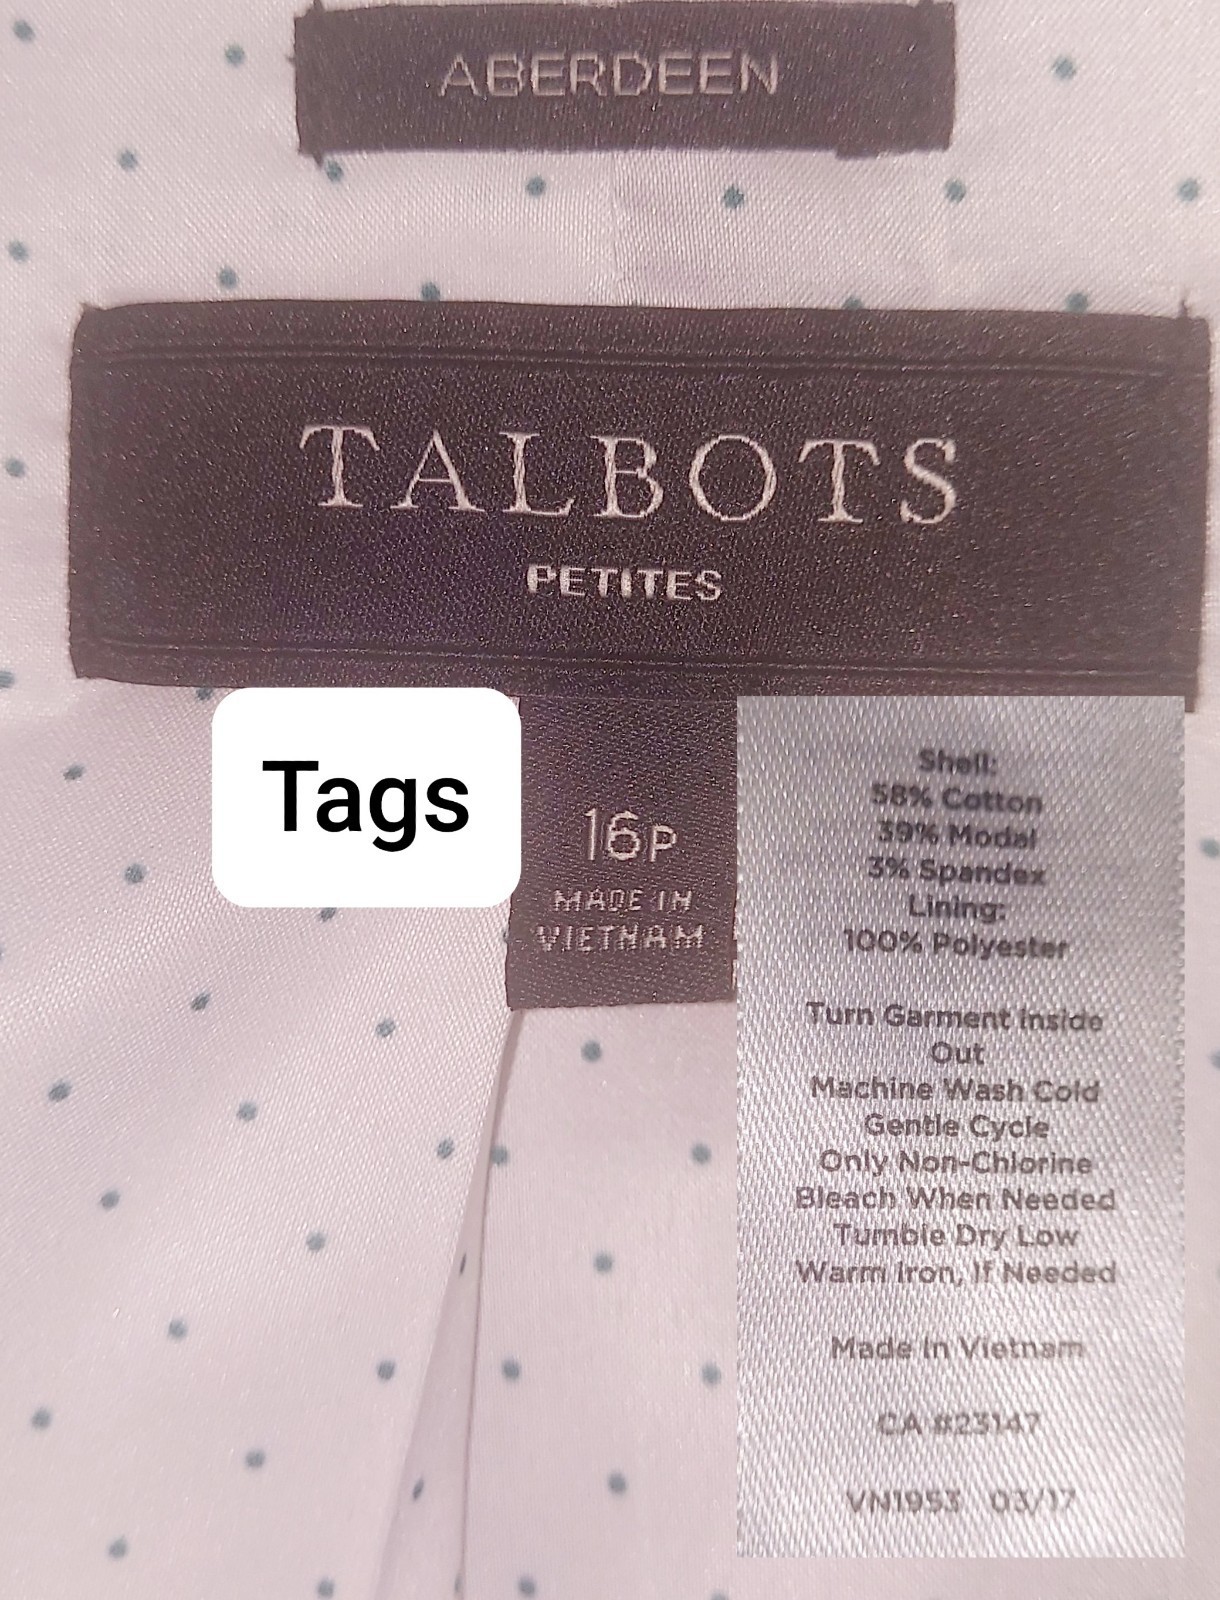 ABERDEEN
TALBOTS
PETITES
Tags
16P
MADE IN
VIETNAM
Shell:
58% Cotton
39% Modal
3% Spandex
Lining:
100% Polyester
Turn Garment Inside
Out
Machine Wash Cold
Gentle Cycle
Only Non-Chlorine
Bleach When Needed
Tumble Dry Low
Warm Iron, If Needed
Made In Vietnam
CA #23147
VN1953 03/17